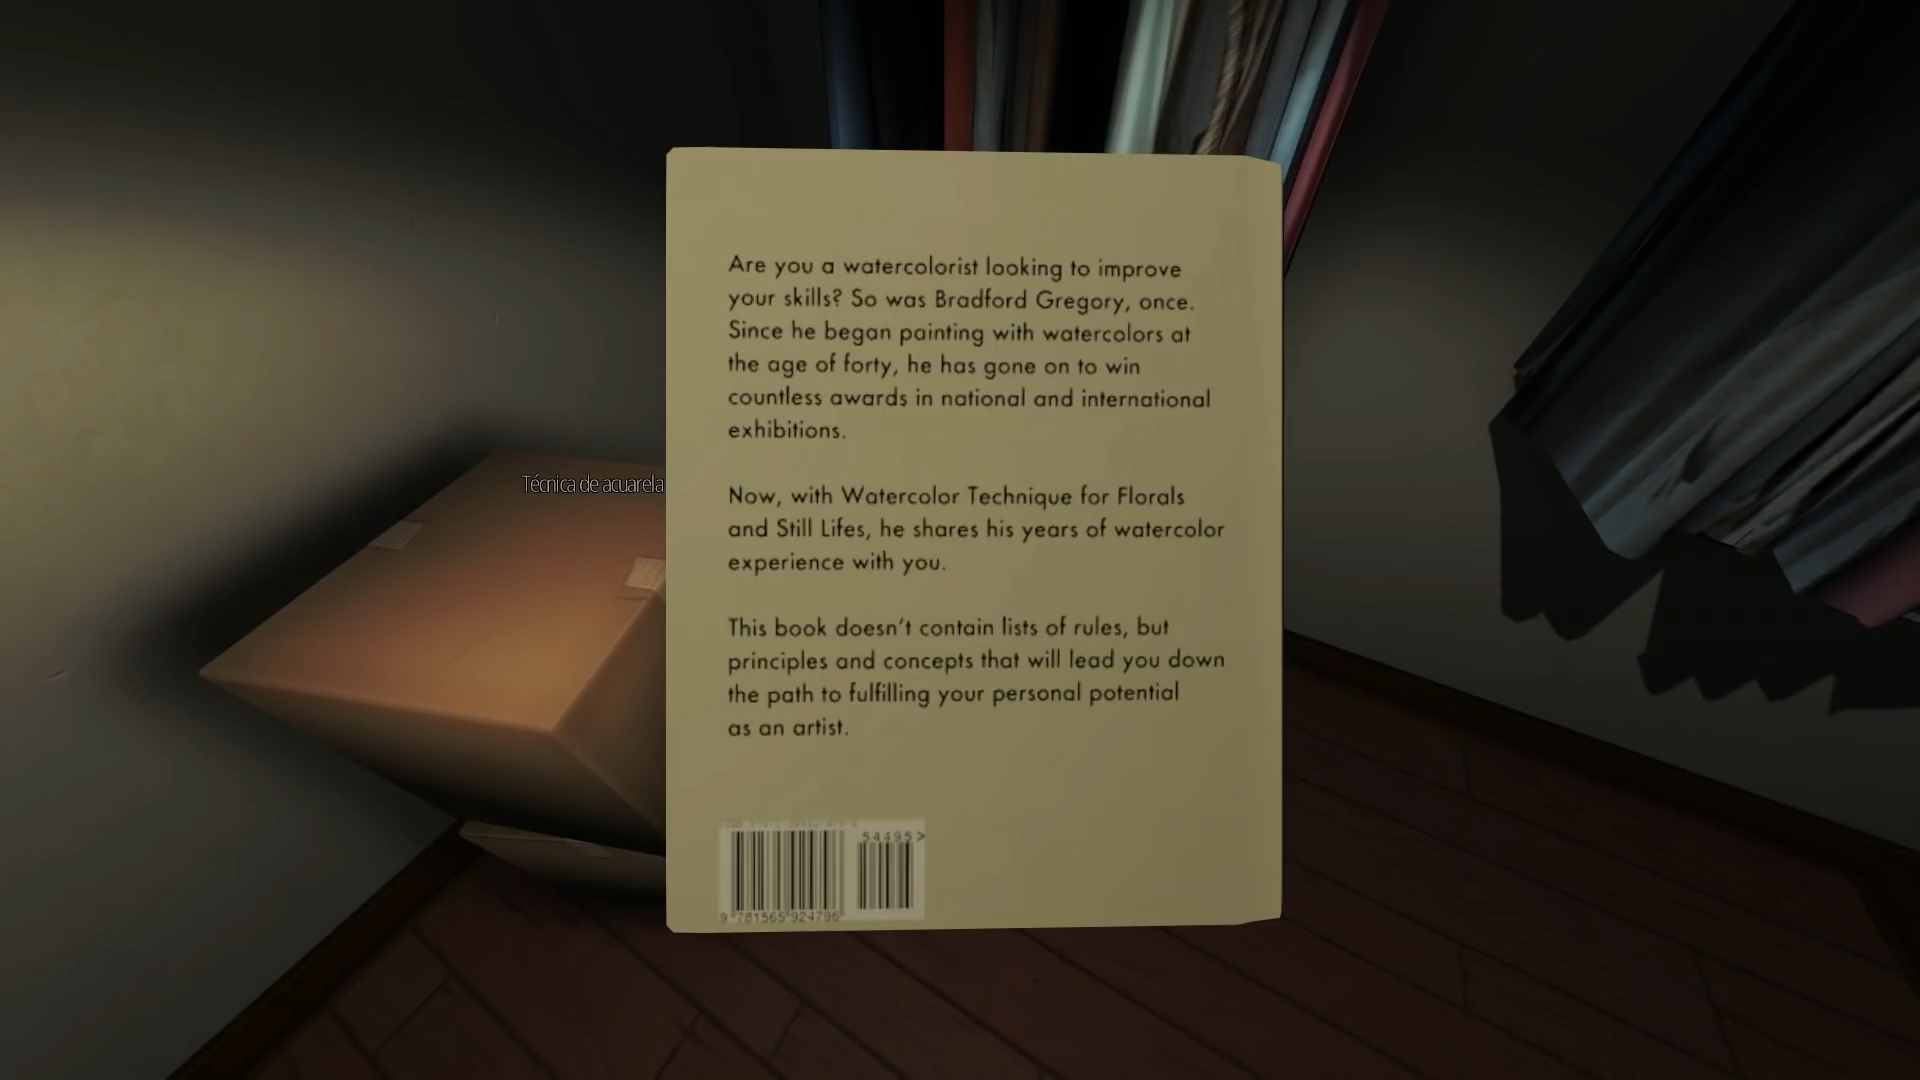 Are you a watercolorist looking to improve
your skills? So was Bradford Gregory, once.
Since he began painting with watercolors at
the age of forty, he has gone on to win
countless awards in national and international
exhibitions.
Técnica de acuarela
Now, with Watercolor Technique for Florals
and Still Lifes, he shares his years of watercolor
experience with you.
This book doesn't contain lists of rules, but
principles and concepts that will lead you down
the path to fulfilling your personal potential
as an artist.
54495>
9 781565 924796